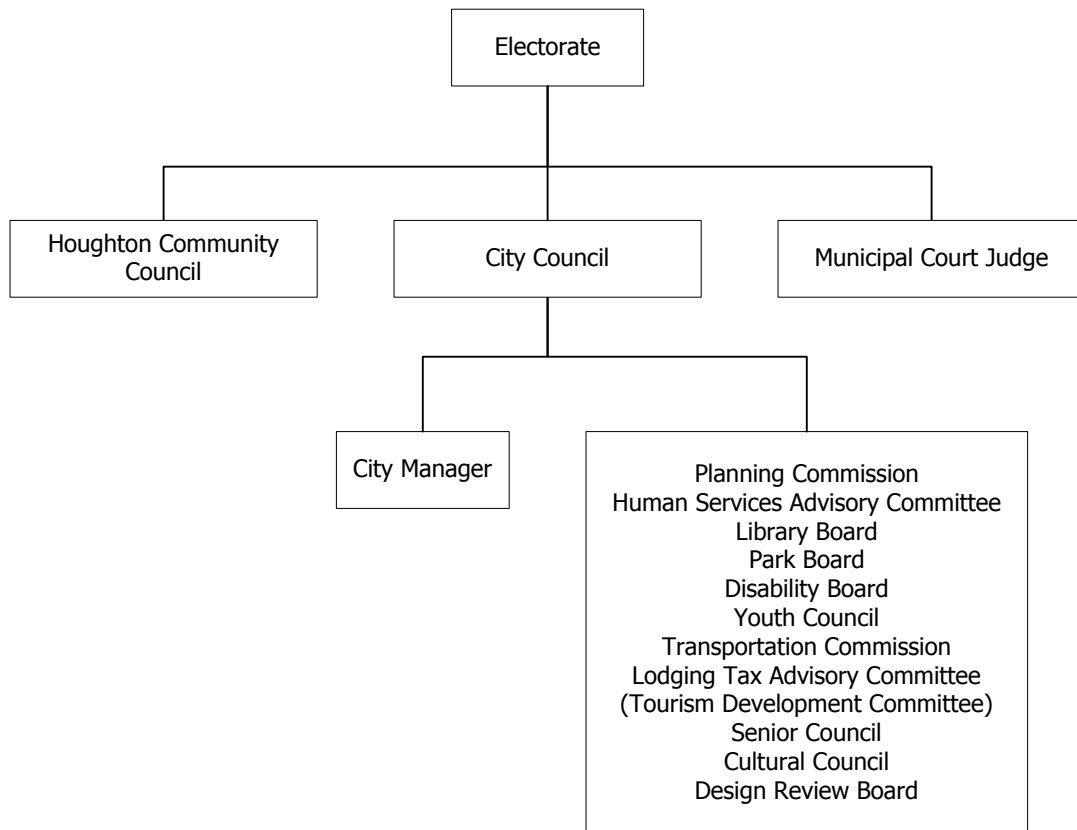 Electorate
Houghton Community
Council
City Council
Municipal Court Judge
City Manager
Planning Commission
Human Services Advisory Committee
Library Board
Park Board
Disability Board
Youth Council
Transportation Commission
Lodging Tax Advisory Committee
(Tourism Development Committee)
Senior Council
Cultural Council
Design Review Board